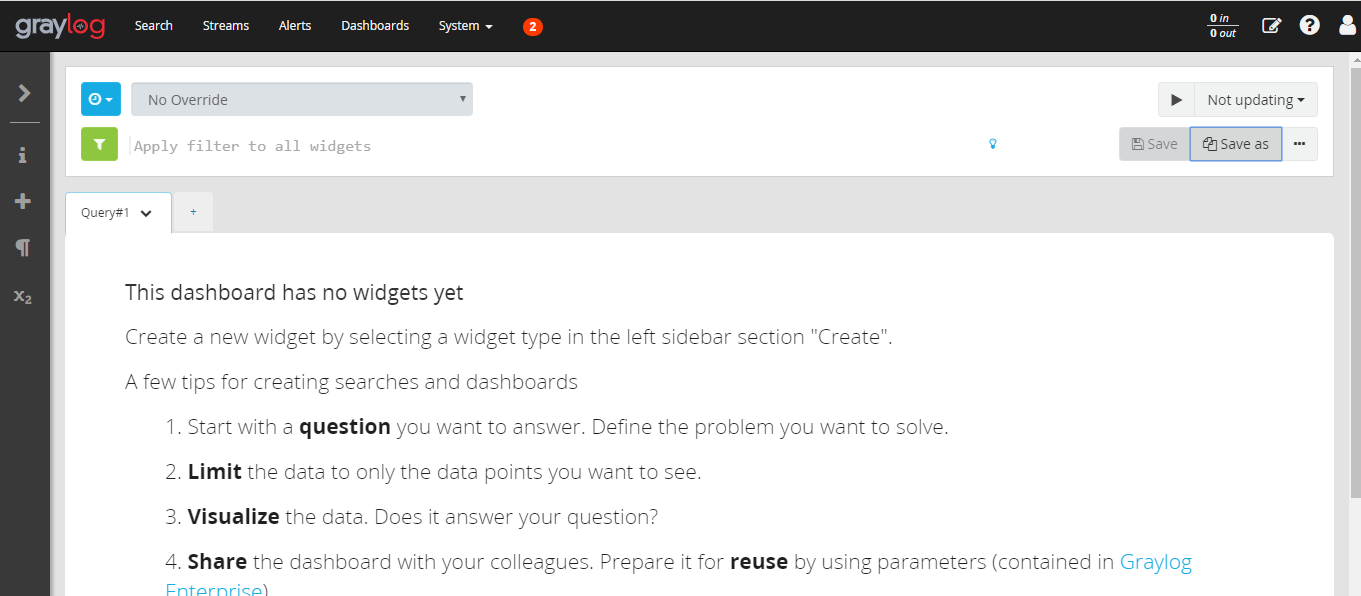 graylog Search Streams Alerts Dashboards System 2 0 in
0 out
No Override Not updating
Apply filter to all widgets Save Save as
Query#1 +
This dashboard has no widgets yet
Create a new widget by selecting a widget type in the left sidebar section "Create".
A few tips for creating searches and dashboards
1. Start with a question you want to answer. Define the problem you want to solve.
2. Limit the data to only the data points you want to see.
3. Visualize the data. Does it answer your question?
4. Share the dashboard with your colleagues. Prepare it for reuse by using parameters (contained in Graylog
Enterprise)